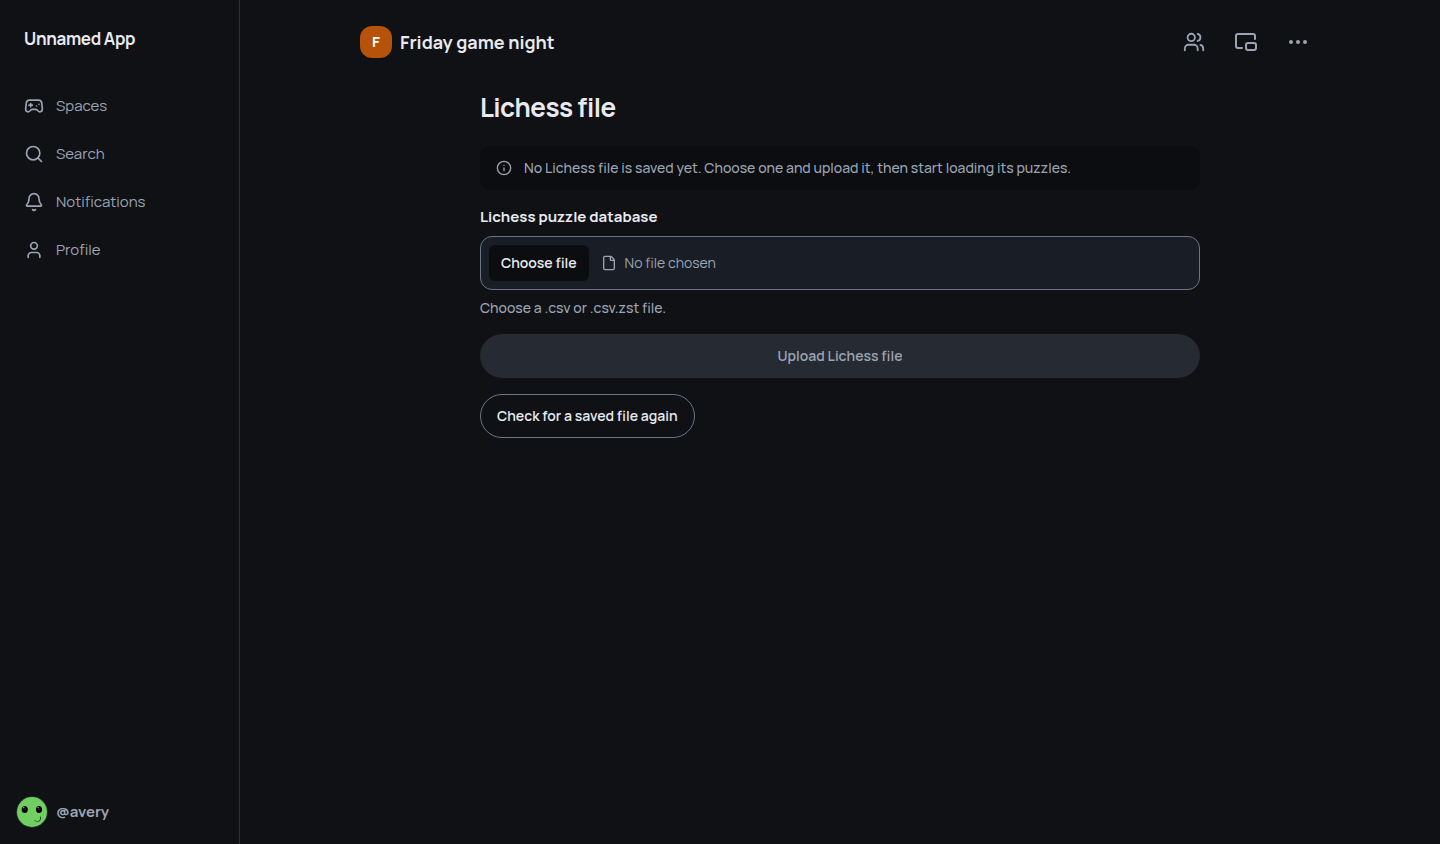 Unnamed App
Spaces
Search
Notifications
Profile
@avery
F
Friday game night
Lichess file
No Lichess file is saved yet. Choose one and upload it, then start loading its puzzles.
Lichess puzzle database
Choose file
No file chosen
Choose a .csv or .csv.zst file.
Upload Lichess file
Check for a saved file again